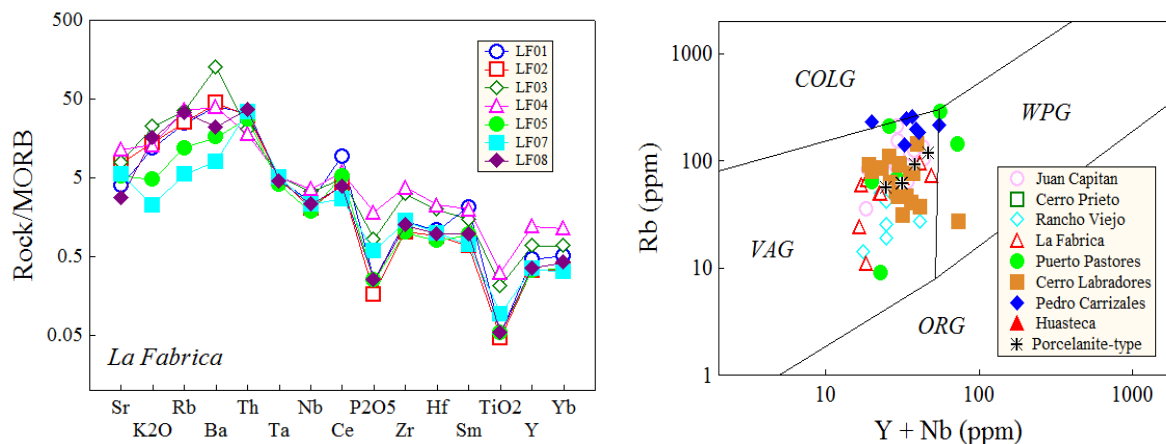 500
50
5
0.5
0.05
Rock/MORB
LF01
LF02
LF03
LF04
LF05
LF07
LF08
La Fabrica
Sr Rb Th Nb P2O5 Hf TiO2 Yb
K2O Ba Ta Ce Zr Sm Y
1000
100
10
1
Rb (ppm)
COLG
WPG
VAG
ORG
Juan Capitan
Cerro Prieto
Rancho Viejo
La Fabrica
Puerto Pastores
Cerro Labradores
Pedro Carrizales
Huasteca
Porcelanite-type
10 100 1000
Y + Nb (ppm)